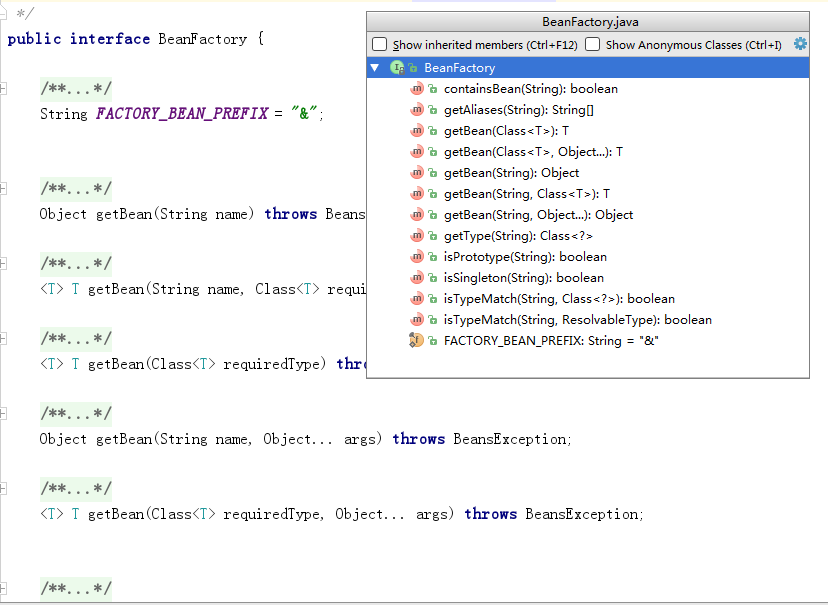 */
public interface BeanFactory {
/**...*/
String FACTORY_BEAN_PREFIX = "&";
/**...*/
Object getBean(String name) throws Beans
/**...*/
<T> T getBean(String name, Class<T> requi
/**...*/
<T> T getBean(Class<T> requiredType) thro
/**...*/
Object getBean(String name, Object... args) throws BeansException;
/**...*/
<T> T getBean(Class<T> requiredType, Object... args) throws BeansException;
/**...*/
BeanFactory.java
Show inherited members (Ctrl+F12) Show Anonymous Classes (Ctrl+I)
BeanFactory
m containsBean(String): boolean
m getAliases(String): String[]
m getBean(Class<T>): T
m getBean(Class<T>, Object...): T
m getBean(String): Object
m getBean(String, Class<T>): T
m getBean(String, Object...): Object
m getType(String): Class<?>
m isPrototype(String): boolean
m isSingleton(String): boolean
m isTypeMatch(String, Class<?>): boolean
m isTypeMatch(String, ResolvableType): boolean
f FACTORY_BEAN_PREFIX: String = "&"